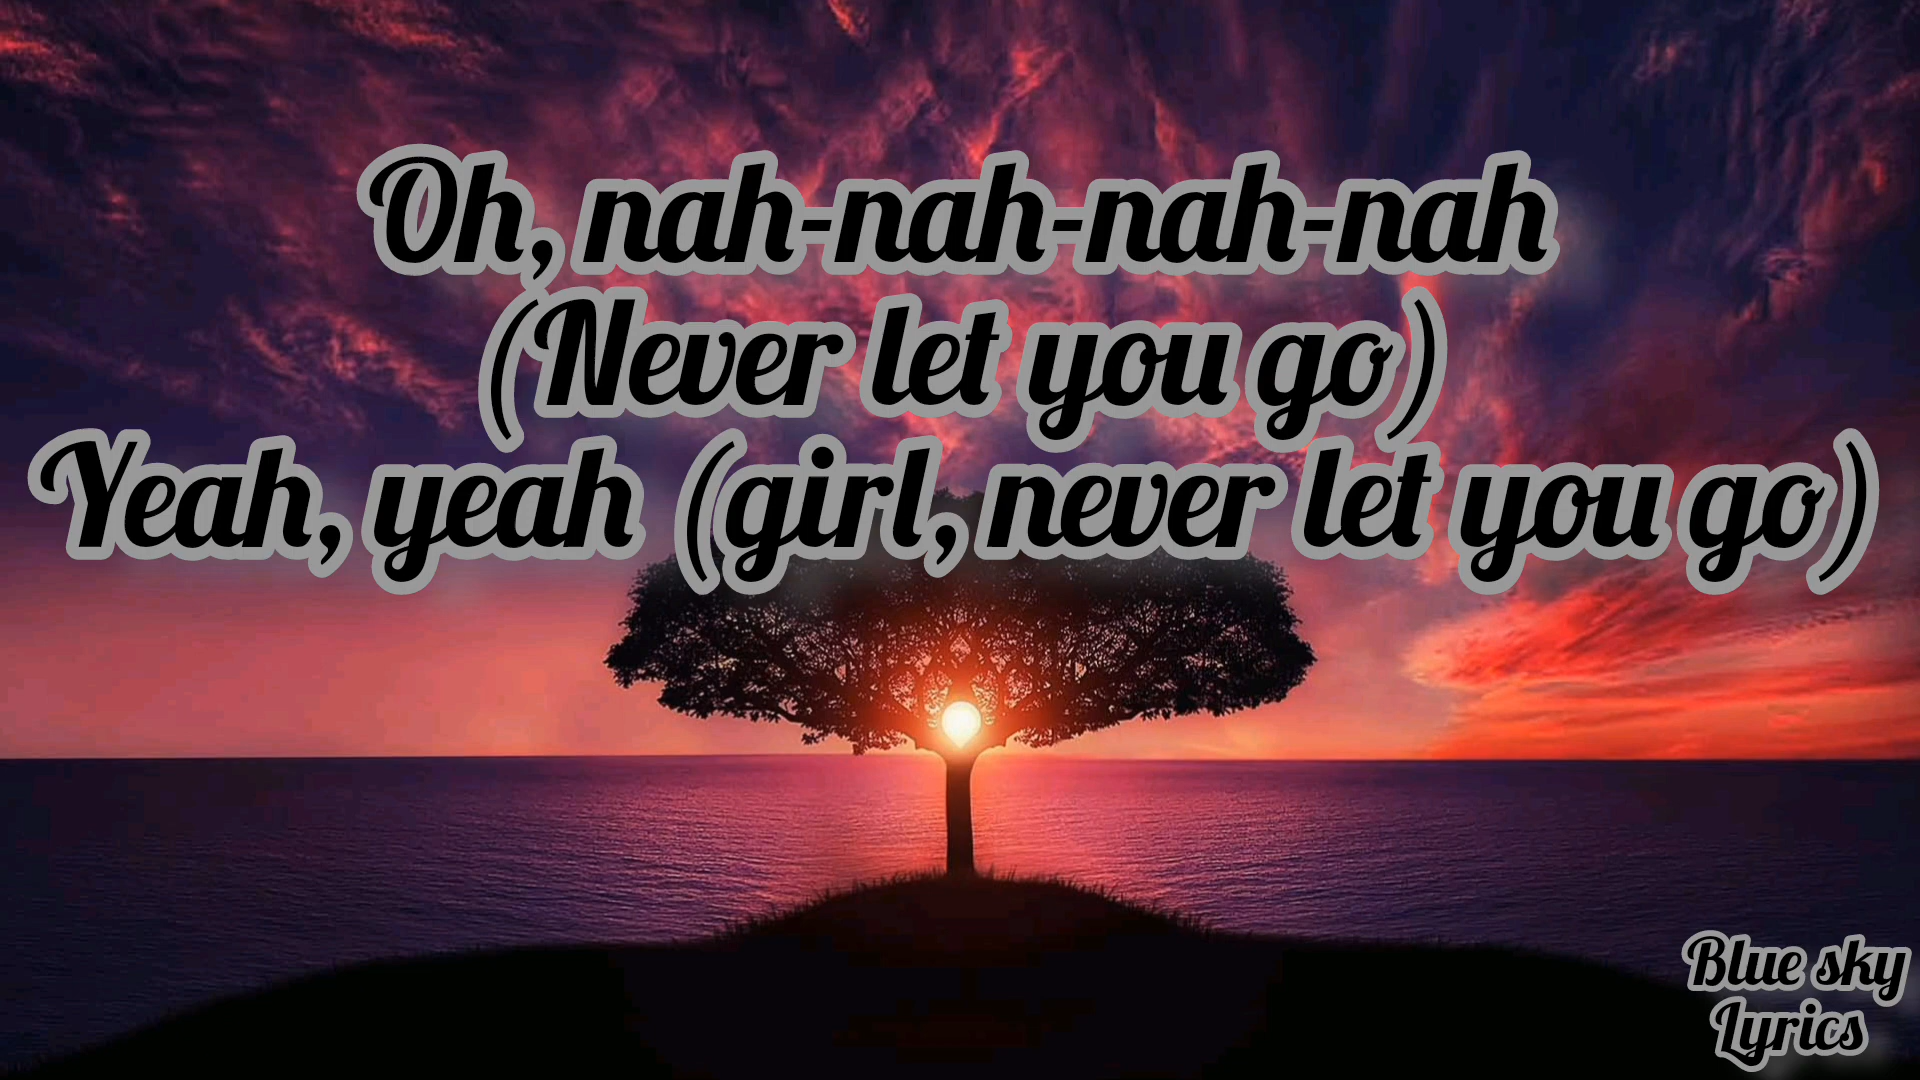 Oh, nah-nah-nah-nah
(Never let you go)
Yeah, yeah (girl, never let you go)
Blue sky
Lyrics